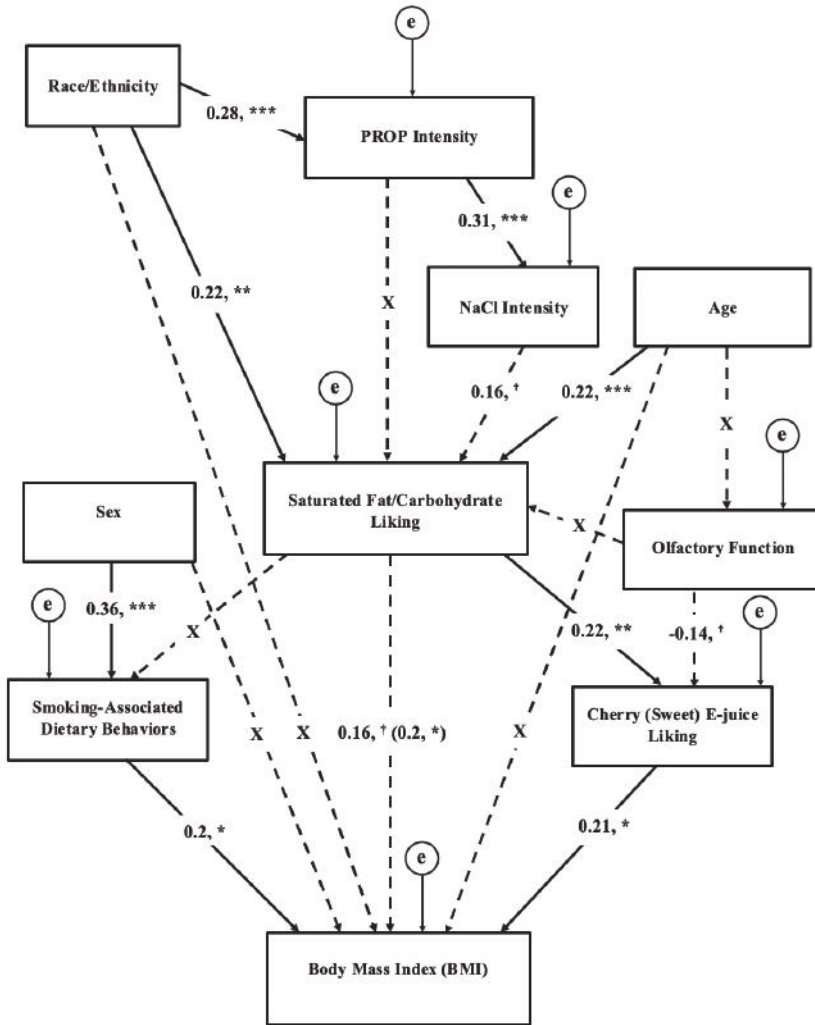 e
Race/Ethnicity
0.28, ***
PROP Intensity
e
0.31, ***
0.22, **
X
NaCl Intensity
Age
e
0.16, †
0.22, ***
X
e
Saturated Fat/Carbohydrate
Liking
Sex
X
Olfactory Function
e
0.36, ***
X
0.22, **
-0.14, †
e
Smoking-Associated
Dietary Behaviors
Cherry (Sweet) E-juice
Liking
X
X
0.16, † (0.2, *)
X
0.2, *
0.21, *
e
Body Mass Index (BMI)